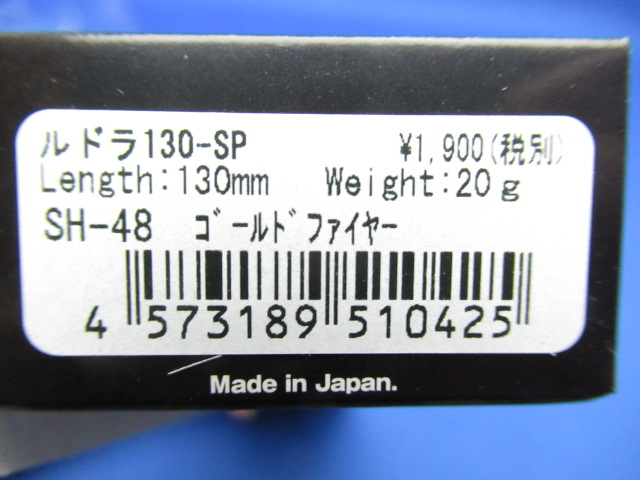 ルドラ130-SP ¥1,900(税別)
Length:130mm Weight:20g
SH-48 ｺﾞｰﾙﾄﾞﾌｧｲﾔｰ
4 573189 510425
Made in Japan.